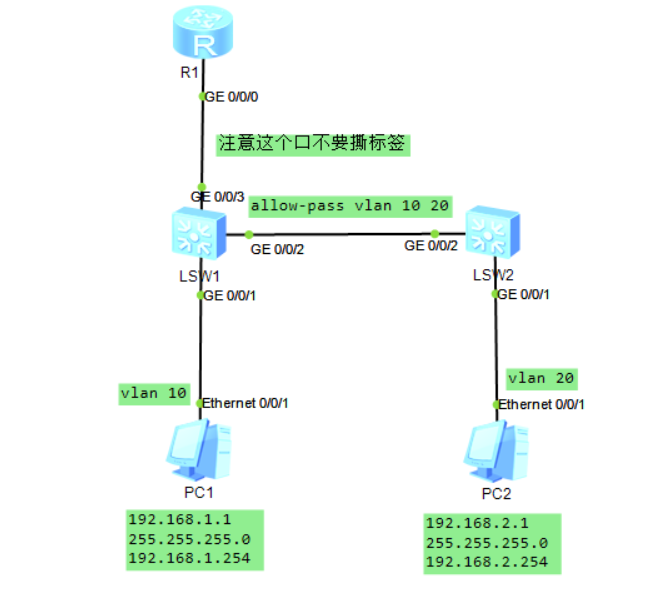 R
R1
GE 0/0/0
注意这个口不要撕标签
GE 0/0/3
allow-pass vlan 10 20
GE 0/0/2
GE 0/0/2
LSW1
LSW2
GE 0/0/1
GE 0/0/1
vlan 10
vlan 20
Ethernet 0/0/1
Ethernet 0/0/1
PC1
PC2
192.168.1.1
255.255.255.0
192.168.1.254
192.168.2.1
255.255.255.0
192.168.2.254